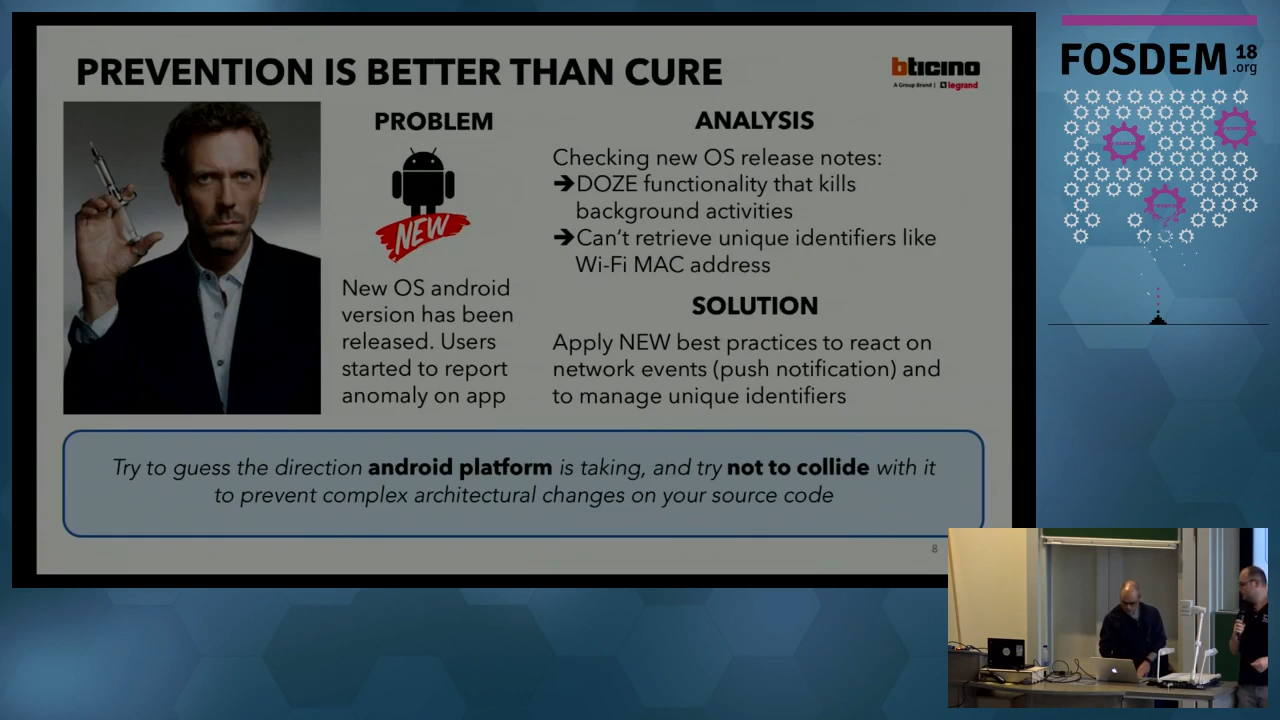 PREVENTION IS BETTER THAN CURE
bticino
A Group Brand | legrand
PROBLEM
NEW
New OS android
version has been
released. Users
started to report
anomaly on app
ANALYSIS
Checking new OS release notes:
➔DOZE functionality that kills
background activities
➔Can't retrieve unique identifiers like
Wi-Fi MAC address
SOLUTION
Apply NEW best practices to react on
network events (push notification) and
to manage unique identifiers
Try to guess the direction android platform is taking, and try not to collide with it
to prevent complex architectural changes on your source code
8
FOSDEM 18
.org